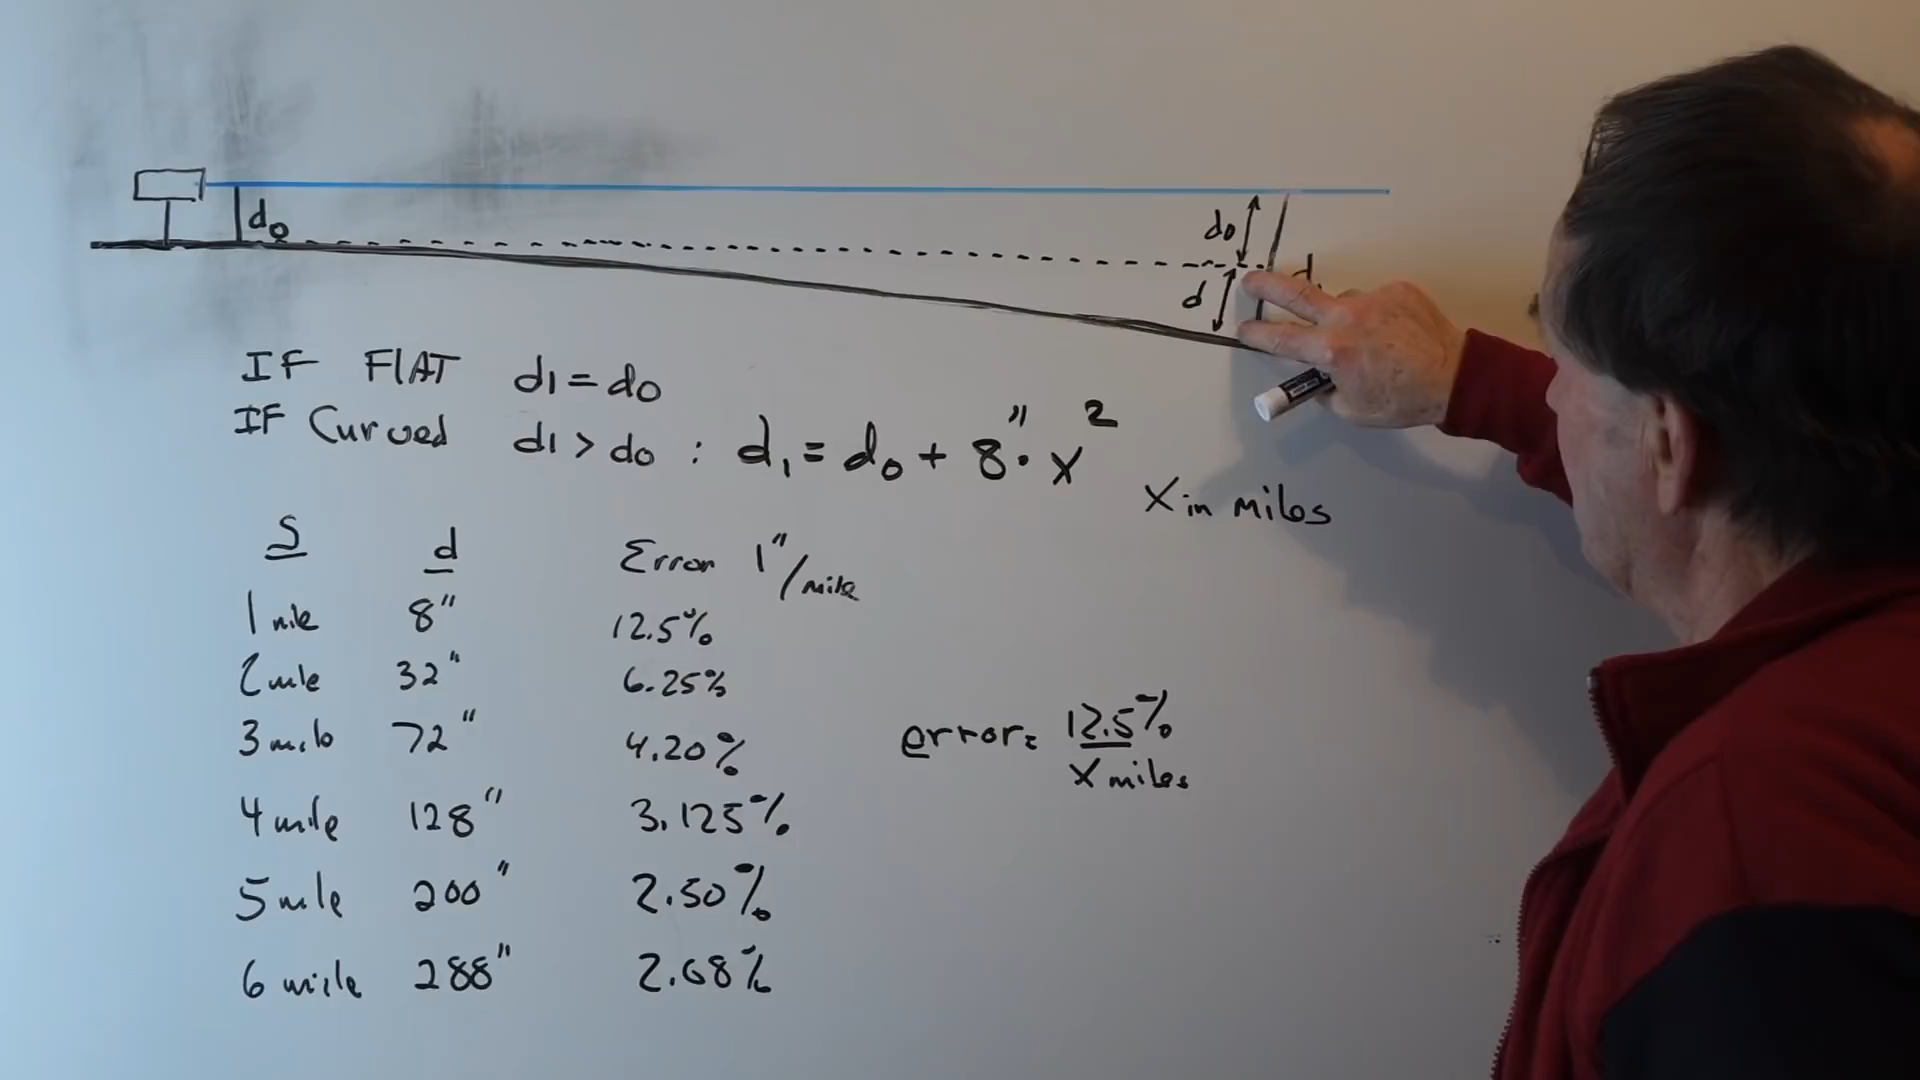 d0
d0
d
IF FlAT d1 = d0
IF Curved d1 > d0 : d1 = d0 + 8" · x²
X in miles
S d Error 1"/mile
1 mile 8" 12.5%
2 mile 32" 6.25%
3 mile 72" 4.20%
error= 12.5%
X miles
4 mile 128" 3.125%
5 mile 200" 2.50%
6 mile 288" 2.08%